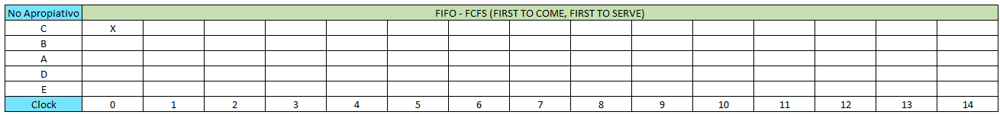 No Apropiativo FIFO - FCFS (FIRST TO COME, FIRST TO SERVE)
C X
B
A
D
E
Clock 0 1 2 3 4 5 6 7 8 9 10 11 12 13 14